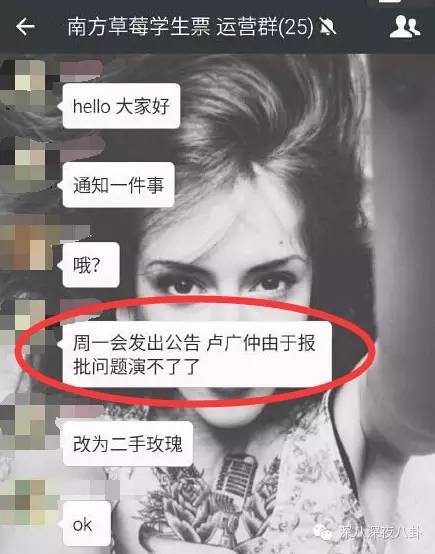 南方草莓学生票 运营群(25)
hello 大家好
通知一件事
哦?
周一会发出公告 卢广仲由于报
批问题演不了了
改为二手玫瑰
ok
深八深夜八卦